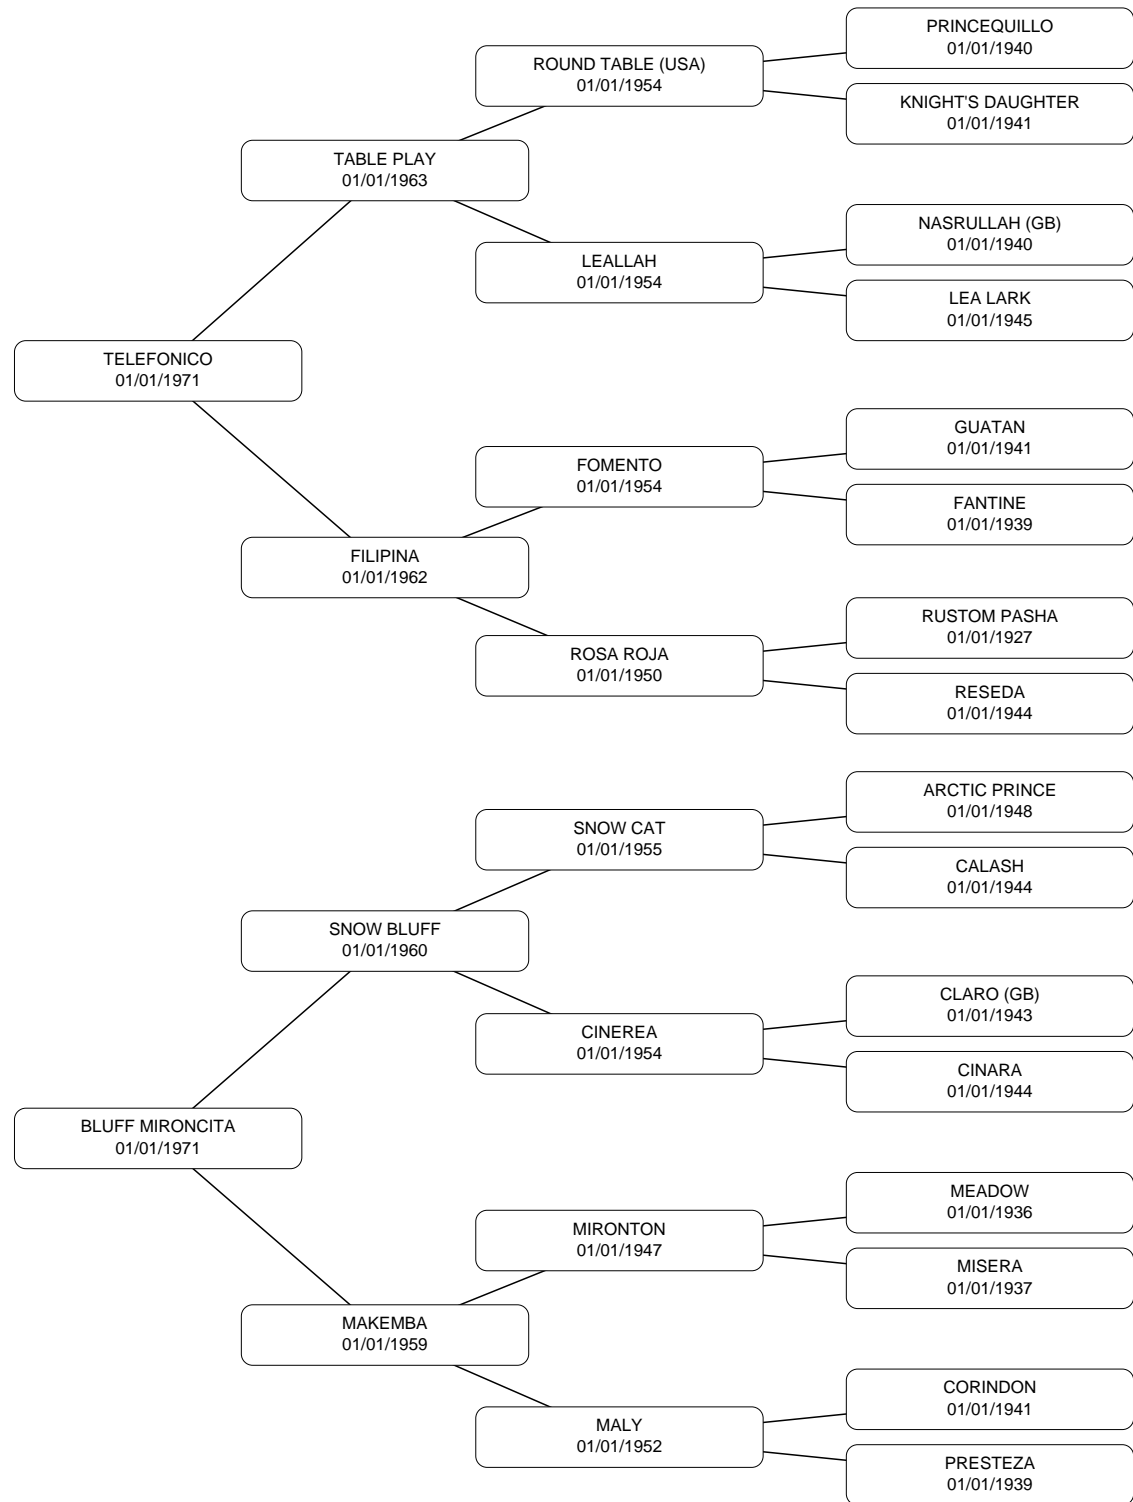 PRINCEQUILLO
01/01/1940
ROUND TABLE (USA)
01/01/1954
KNIGHT'S DAUGHTER
01/01/1941
TABLE PLAY
01/01/1963
NASRULLAH (GB)
01/01/1940
LEALLAH
01/01/1954
LEA LARK
01/01/1945
TELEFONICO
01/01/1971
GUATAN
01/01/1941
FOMENTO
01/01/1954
FANTINE
01/01/1939
FILIPINA
01/01/1962
RUSTOM PASHA
01/01/1927
ROSA ROJA
01/01/1950
RESEDA
01/01/1944
ARCTIC PRINCE
01/01/1948
SNOW CAT
01/01/1955
CALASH
01/01/1944
SNOW BLUFF
01/01/1960
CLARO (GB)
01/01/1943
CINEREA
01/01/1954
CINARA
01/01/1944
BLUFF MIRONCITA
01/01/1971
MEADOW
01/01/1936
MIRONTON
01/01/1947
MISERA
01/01/1937
MAKEMBA
01/01/1959
CORINDON
01/01/1941
MALY
01/01/1952
PRESTEZA
01/01/1939